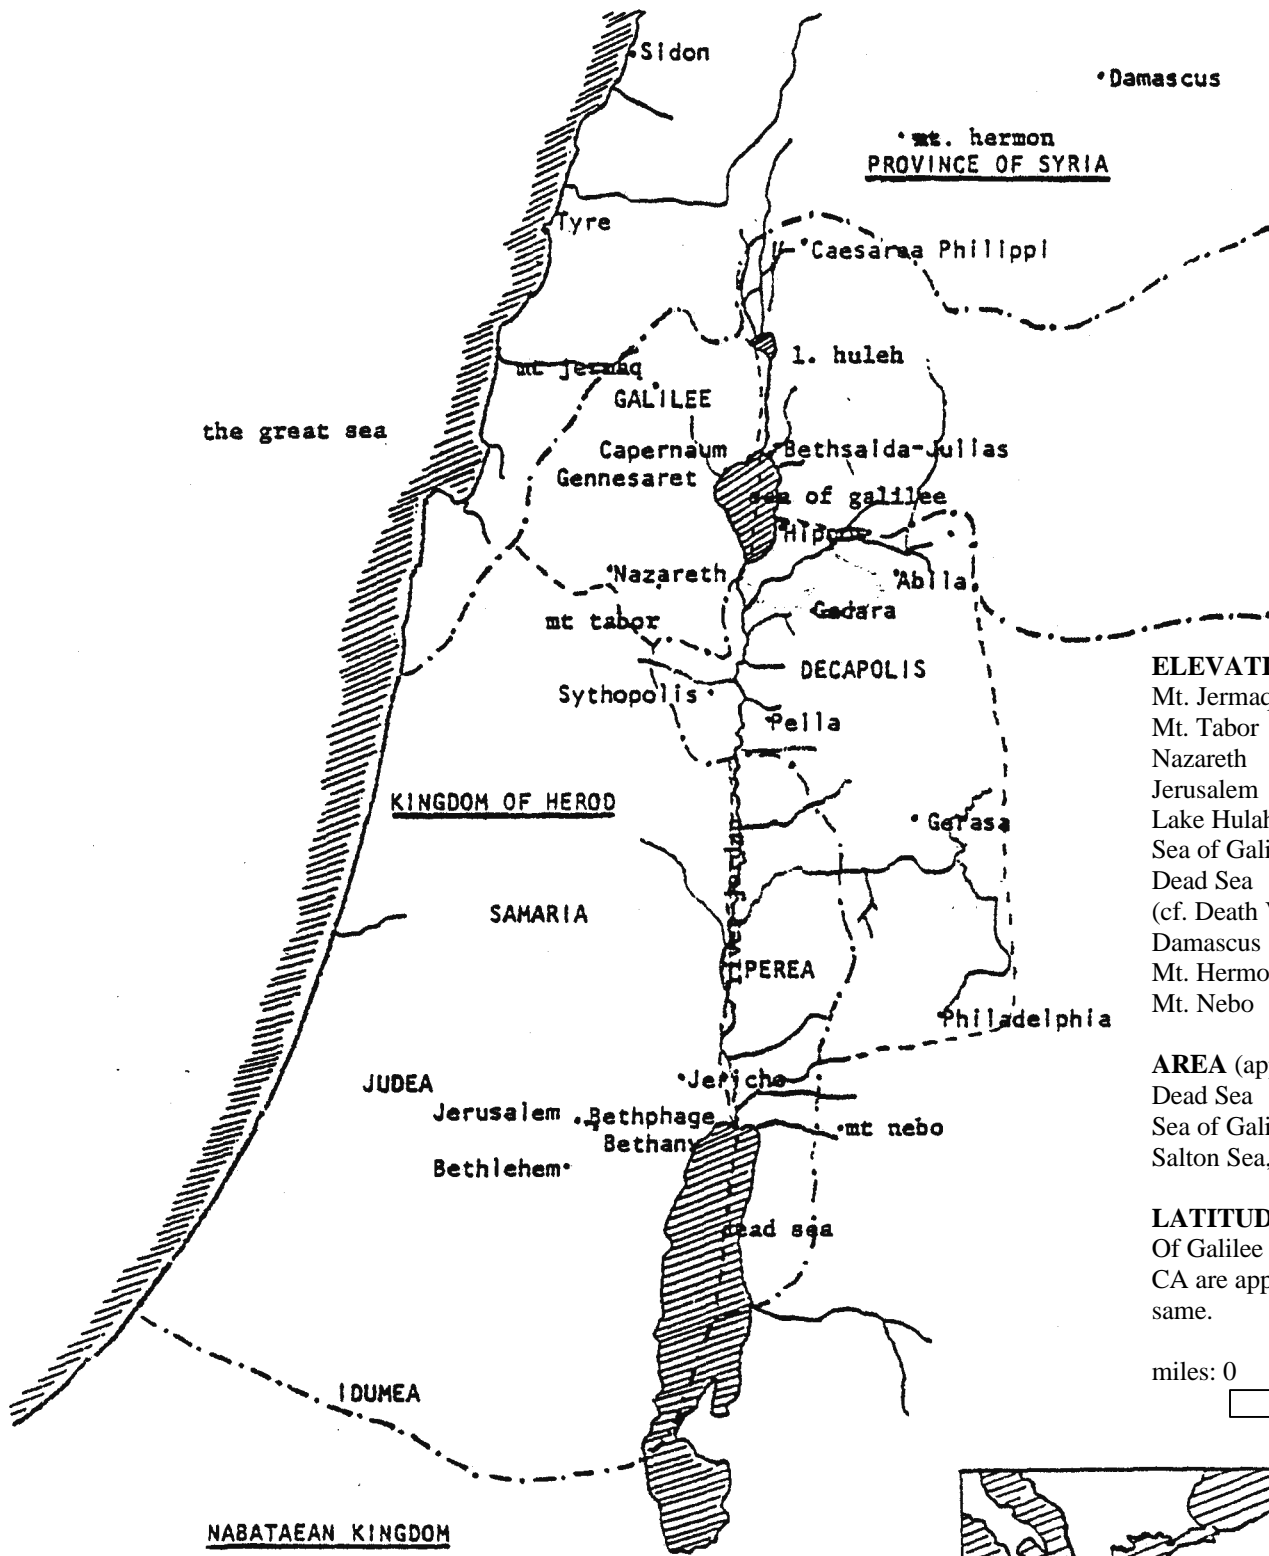 Sidon
Damascus
mt. hermon
PROVINCE OF SYRIA
Tyre
Caesarea Philippi
l. huleh
mt jermaq
GALILEE
the great sea
Capernaum
Bethsaida-Julias
Gennesaret
sea of galilee
Hippos
Nazareth
Abila
Gadara
mt tabor
DECAPOLIS
Sythopolis
Pella
KINGDOM OF HEROD
Gerasa
river jordan
SAMARIA
PEREA
Philadelphia
JUDEA
Jericho
Jerusalem
Bethphage
mt nebo
Bethany
Bethlehem
dead sea
IDUMEA
NABATAEAN KINGDOM
ELEVATI
Mt. Jermaq
Mt. Tabor
Nazareth
Jerusalem
Lake Hulah
Sea of Gali
Dead Sea
(cf. Death V
Damascus
Mt. Hermo
Mt. Nebo
AREA (ap
Dead Sea
Sea of Gali
Salton Sea,
LATITUD
Of Galilee
CA are app
same.
miles: 0